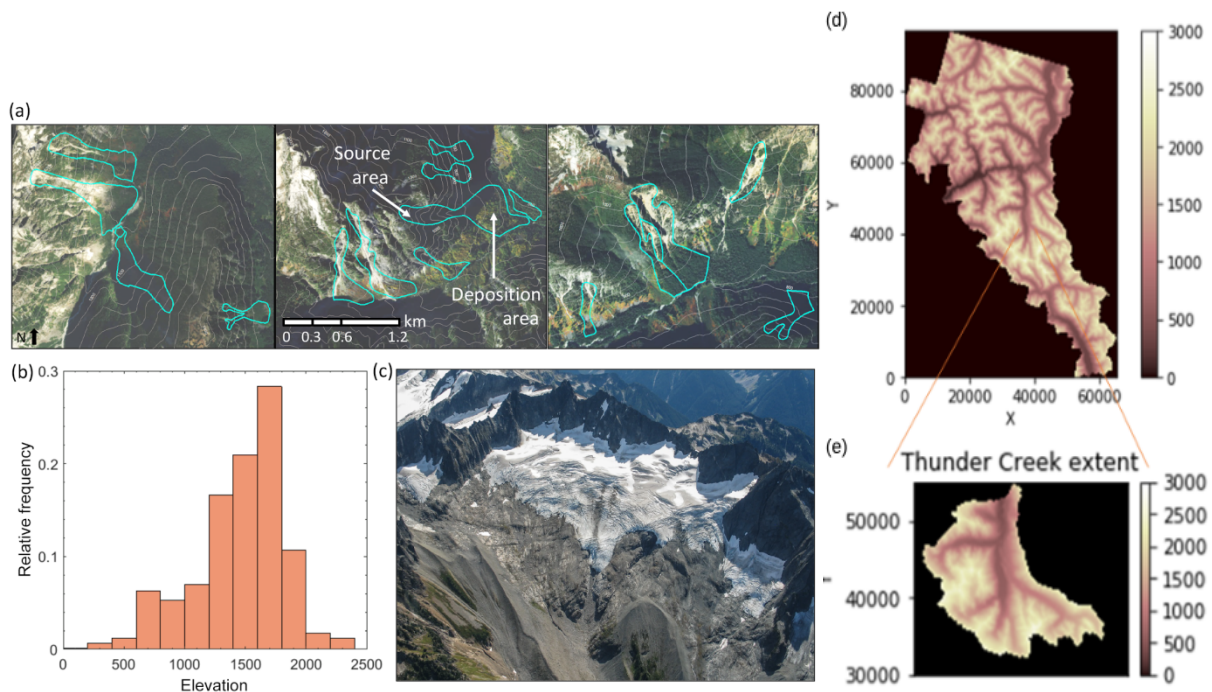 (a)
Source
area
Deposition
area
N
km
0 0.3 0.6 1.2
(b)
0.3
0.2
0.1
0
Relative frequency
0 500 1000 1500 2000 2500
Elevation
(c)
(d)
80000
60000
40000
20000
0
Y
0 20000 40000 60000
X
3000
2500
2000
1500
1000
500
0
(e)
Thunder Creek extent
50000
40000
30000
3000
2500
2000
1500
1000
500
0